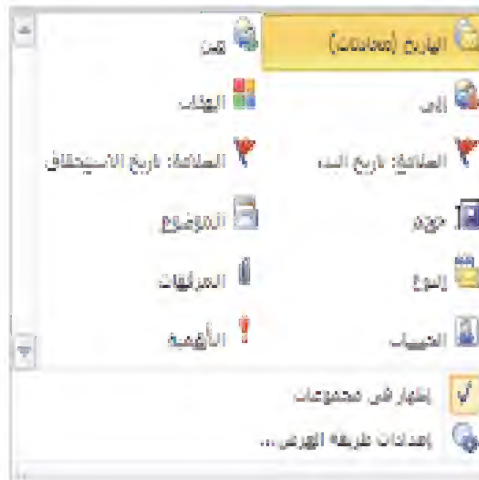 التاريخ (محادثات) من
إلى الفئات
العلامة: تاريخ البدء العلامة: تاريخ الاستحقاق
حجم الموضوع
النوع المرفقات
الحساب الأهمية
إظهار في مجموعات
إعدادات طريقة العرض...